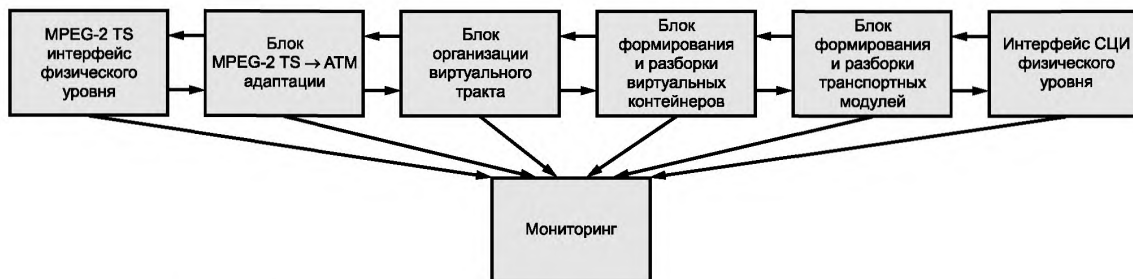 MPEG-2 TS
интерфейс
физического
уровня
Блок
MPEG-2 TS → ATM
адаптации
Блок
организации
виртуального
тракта
Блок
формирования
и разборки
виртуальных
контейнеров
Блок
формирования
и разборки
транспортных
модулей
Интерфейс СЦИ
физического
уровня
Мониторинг